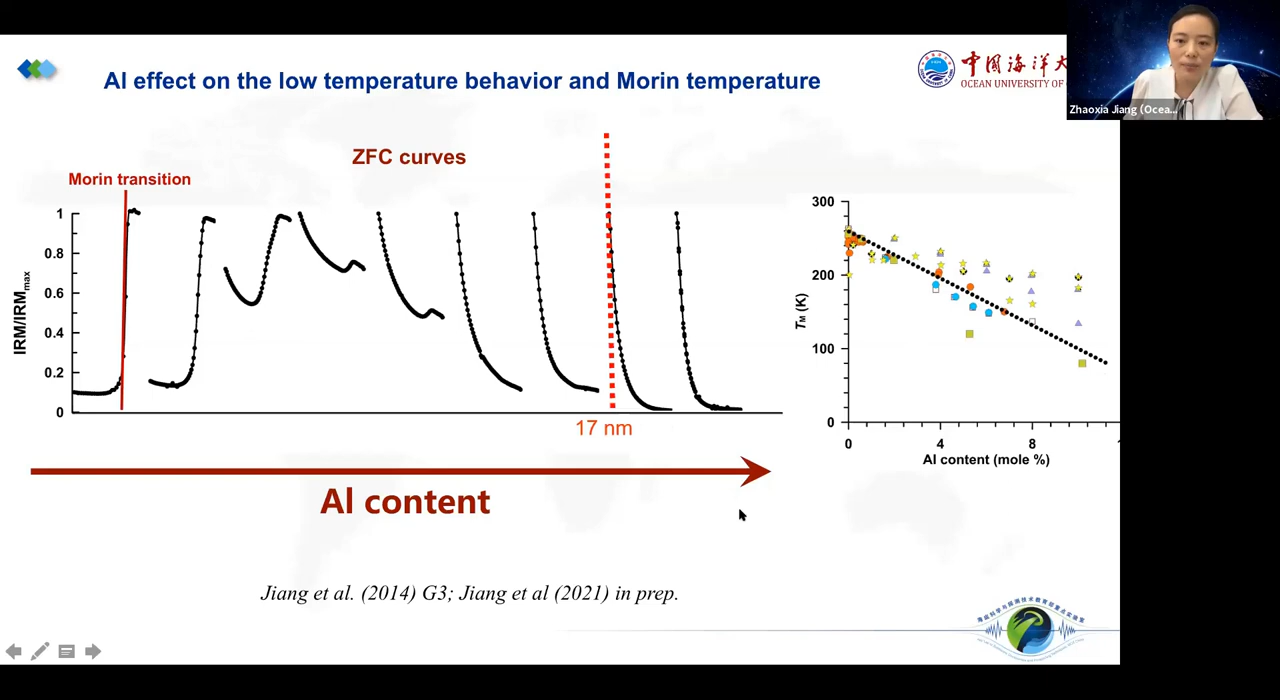 Al effect on the low temperature behavior and Morin temperature
中国海洋大
OCEAN UNIVERSITY OF
Zhaoxia Jiang (Ocea...
ZFC curves
Morin transition
IRM/IRMmax
1
0.8
0.6
0.4
0.2
0
17 nm
Al content
TM (K)
300
200
100
0
0
4
8
Al content (mole %)
Jiang et al. (2014) G3; Jiang et al (2021) in prep.